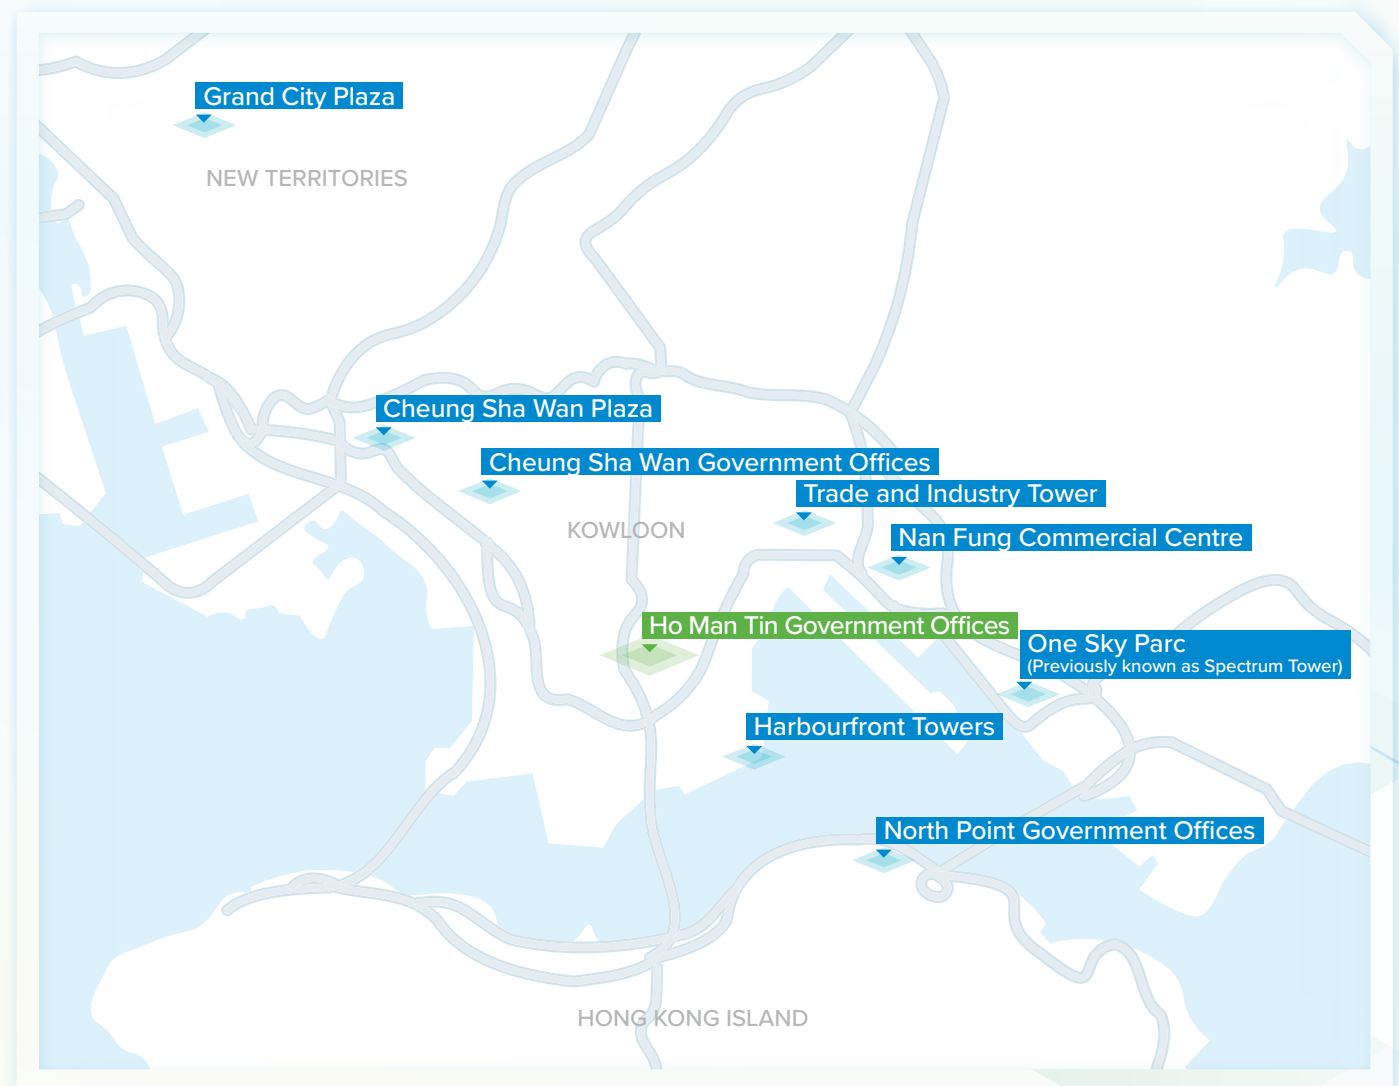 Grand City Plaza
NEW TERRITORIES
Cheung Sha Wan Plaza
Cheung Sha Wan Government Offices
Trade and Industry Tower
KOWLOON
Nan Fung Commercial Centre
Ho Man Tin Government Offices
One Sky Parc
(Previously known as Spectrum Tower)
Harbourfront Towers
North Point Government Offices
HONG KONG ISLAND